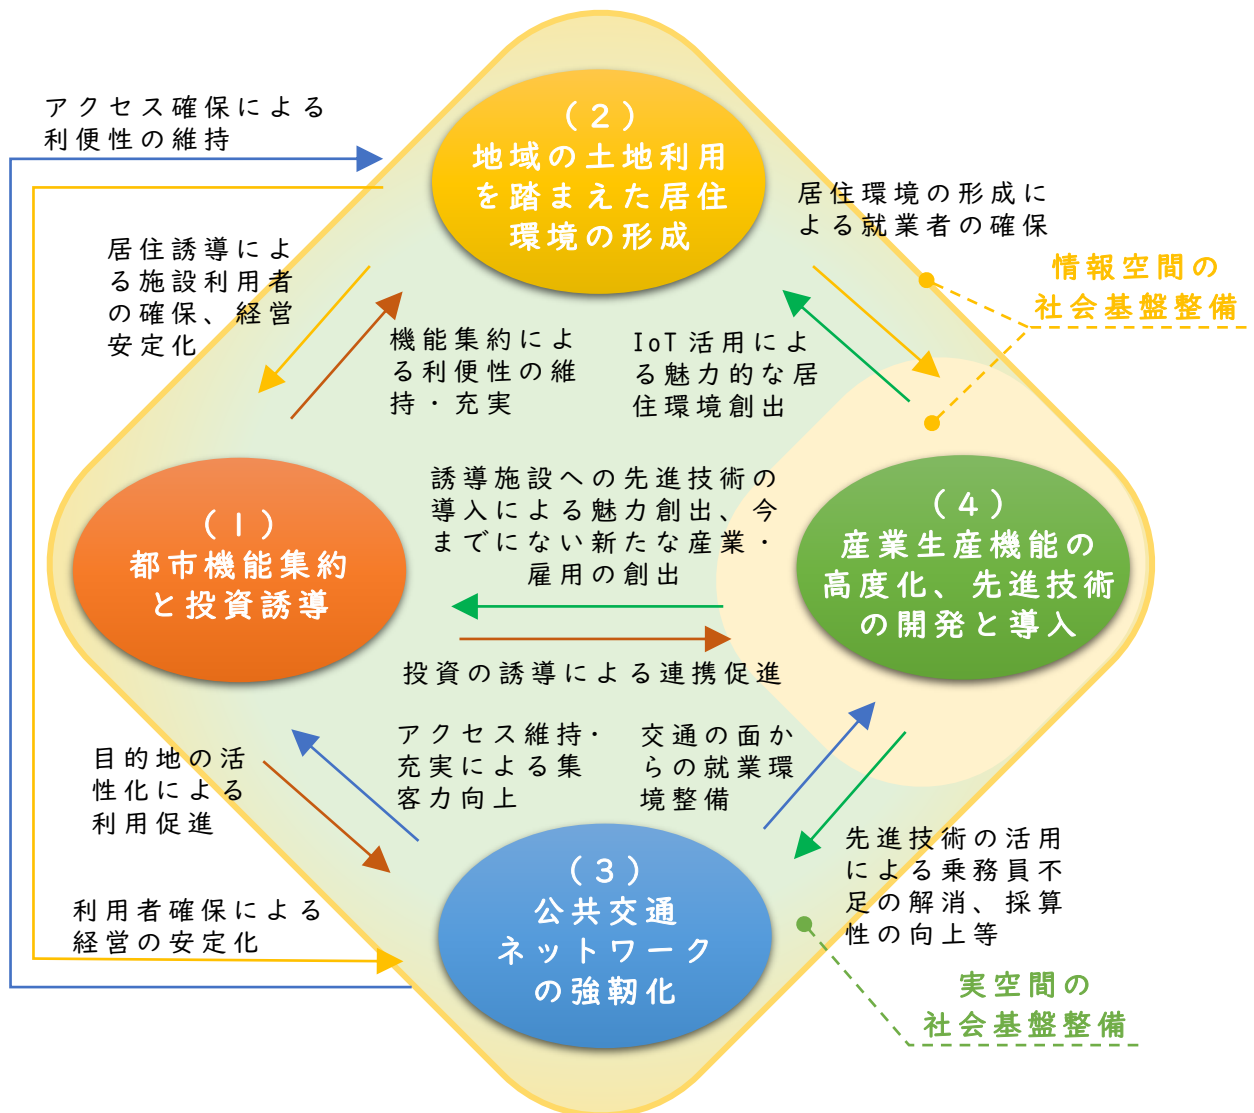 アクセス確保による
利便性の維持
（２）
地域の土地利用
を踏まえた居住
環境の形成
居住環境の形成に
よる就業者の確保
情報空間の
社会基盤整備
居住誘導によ
る施設利用者
の確保、経営
安定化
機能集約によ
る利便性の維
持・充実
IoT活用によ
る魅力的な居
住環境創出
誘導施設への先進技術の
導入による魅力創出、今
までにない新たな産業・
雇用の創出
（１）
都市機能集約
と投資誘導
（４）
産業生産機能の
高度化、先進技術
の開発と導入
投資の誘導による連携促進
目的地の活
性化による
利用促進
アクセス維持・
充実による集
客力向上
交通の面か
らの就業環
境整備
先進技術の活用
による乗務員不
足の解消、採算
性の向上等
利用者確保による
経営の安定化
（３）
公共交通
ネットワーク
の強靭化
実空間の
社会基盤整備